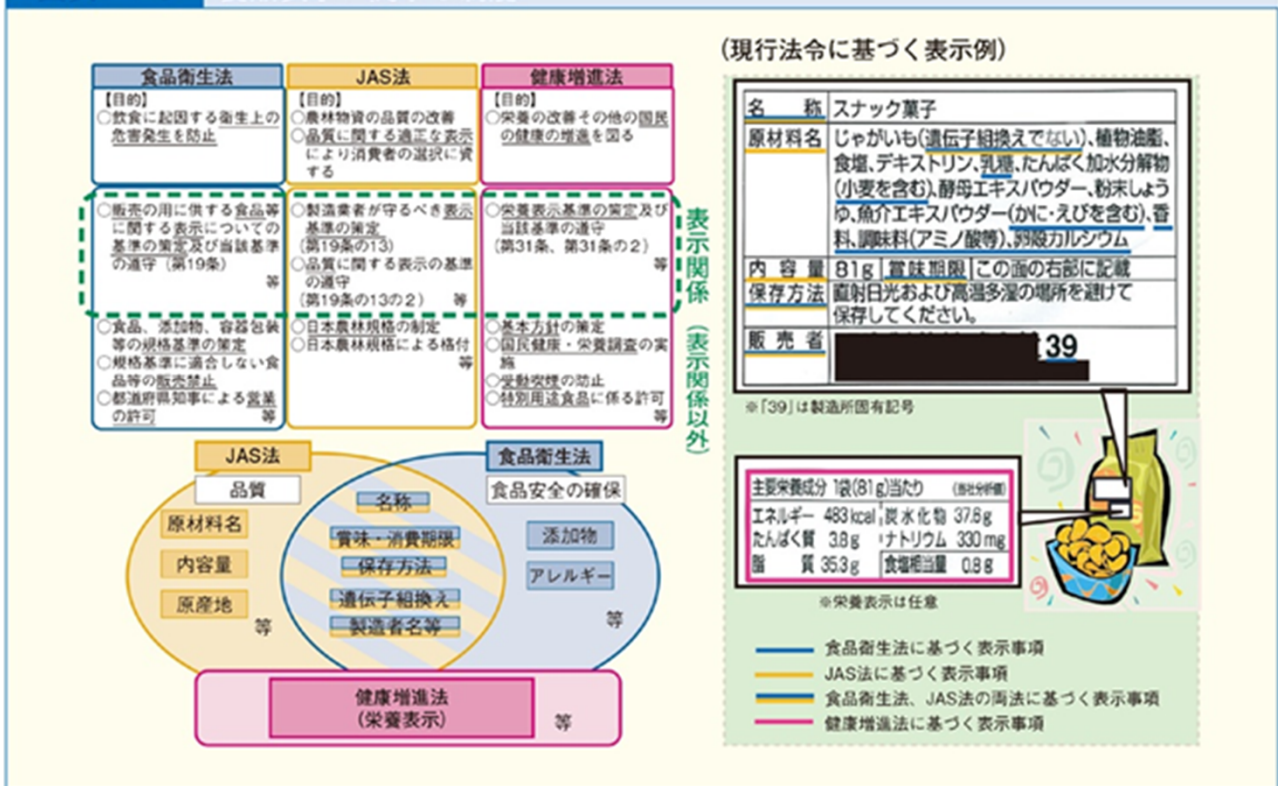 (現行法令に基づく表示例)
食品衛生法
【目的】
○飲食に起因する衛生上の
危害発生を防止
○販売の用に供する食品等
に関する表示についての
基準の策定及び当該基準
の遵守(第19条)
等
○食品、添加物、容器包装
等の規格基準の策定
○規格基準に適合しない食
品等の販売禁止
○都道府県知事による営業
の許可 等
JAS法
【目的】
○農林物資の品質の改善
○品質に関する適正な表示
により消費者の選択に資
する
○製造業者が守るべき表示
基準の策定
(第19条の13)
○品質に関する表示の基準
の遵守
(第19条の13の2) 等
○日本農林規格の制定
○日本農林規格による格付
等
健康増進法
【目的】
○栄養の改善その他の国民
の健康の増進を図る
○栄養表示基準の策定及び
当該基準の遵守
(第31条、第31条の2)
等
○基本方針の策定
○国民健康・栄養調査の実
施
○受動喫煙の防止
○特別用途食品に係る許可
等
表示関係
(表示関係以外)
名称 スナック菓子
原材料名 じゃがいも(遺伝子組換えでない)、植物油脂、
食塩、デキストリン、乳糖、たんぱく加水分解物
(小麦を含む)、酵母エキスパウダー、粉末しょう
ゆ、魚介エキスパウダー(かに・えびを含む)、香
料、調味料(アミノ酸等)、卵殻カルシウム
内容量 81g 賞味期限 この面の右部に記載
保存方法 直射日光および高温多湿の場所を避けて
保存してください。
販売者 39
※「39」は製造所固有記号
主要栄養成分 1袋(81g)当たり (当社分析値)
エネルギー 483kcal 炭水化物 37.6g
たんぱく質 3.8g ナトリウム 330mg
脂質 35.3g 食塩相当量 0.8g
※栄養表示は任意
食品衛生法に基づく表示事項
JAS法に基づく表示事項
食品衛生法、JAS法の両法に基づく表示事項
健康増進法に基づく表示事項
JAS法
品質
原材料名
内容量
原産地
等
名称
賞味・消費期限
保存方法
遺伝子組換え
製造者名等
食品衛生法
食品安全の確保
添加物
アレルギー
等
健康増進法
(栄養表示)
等